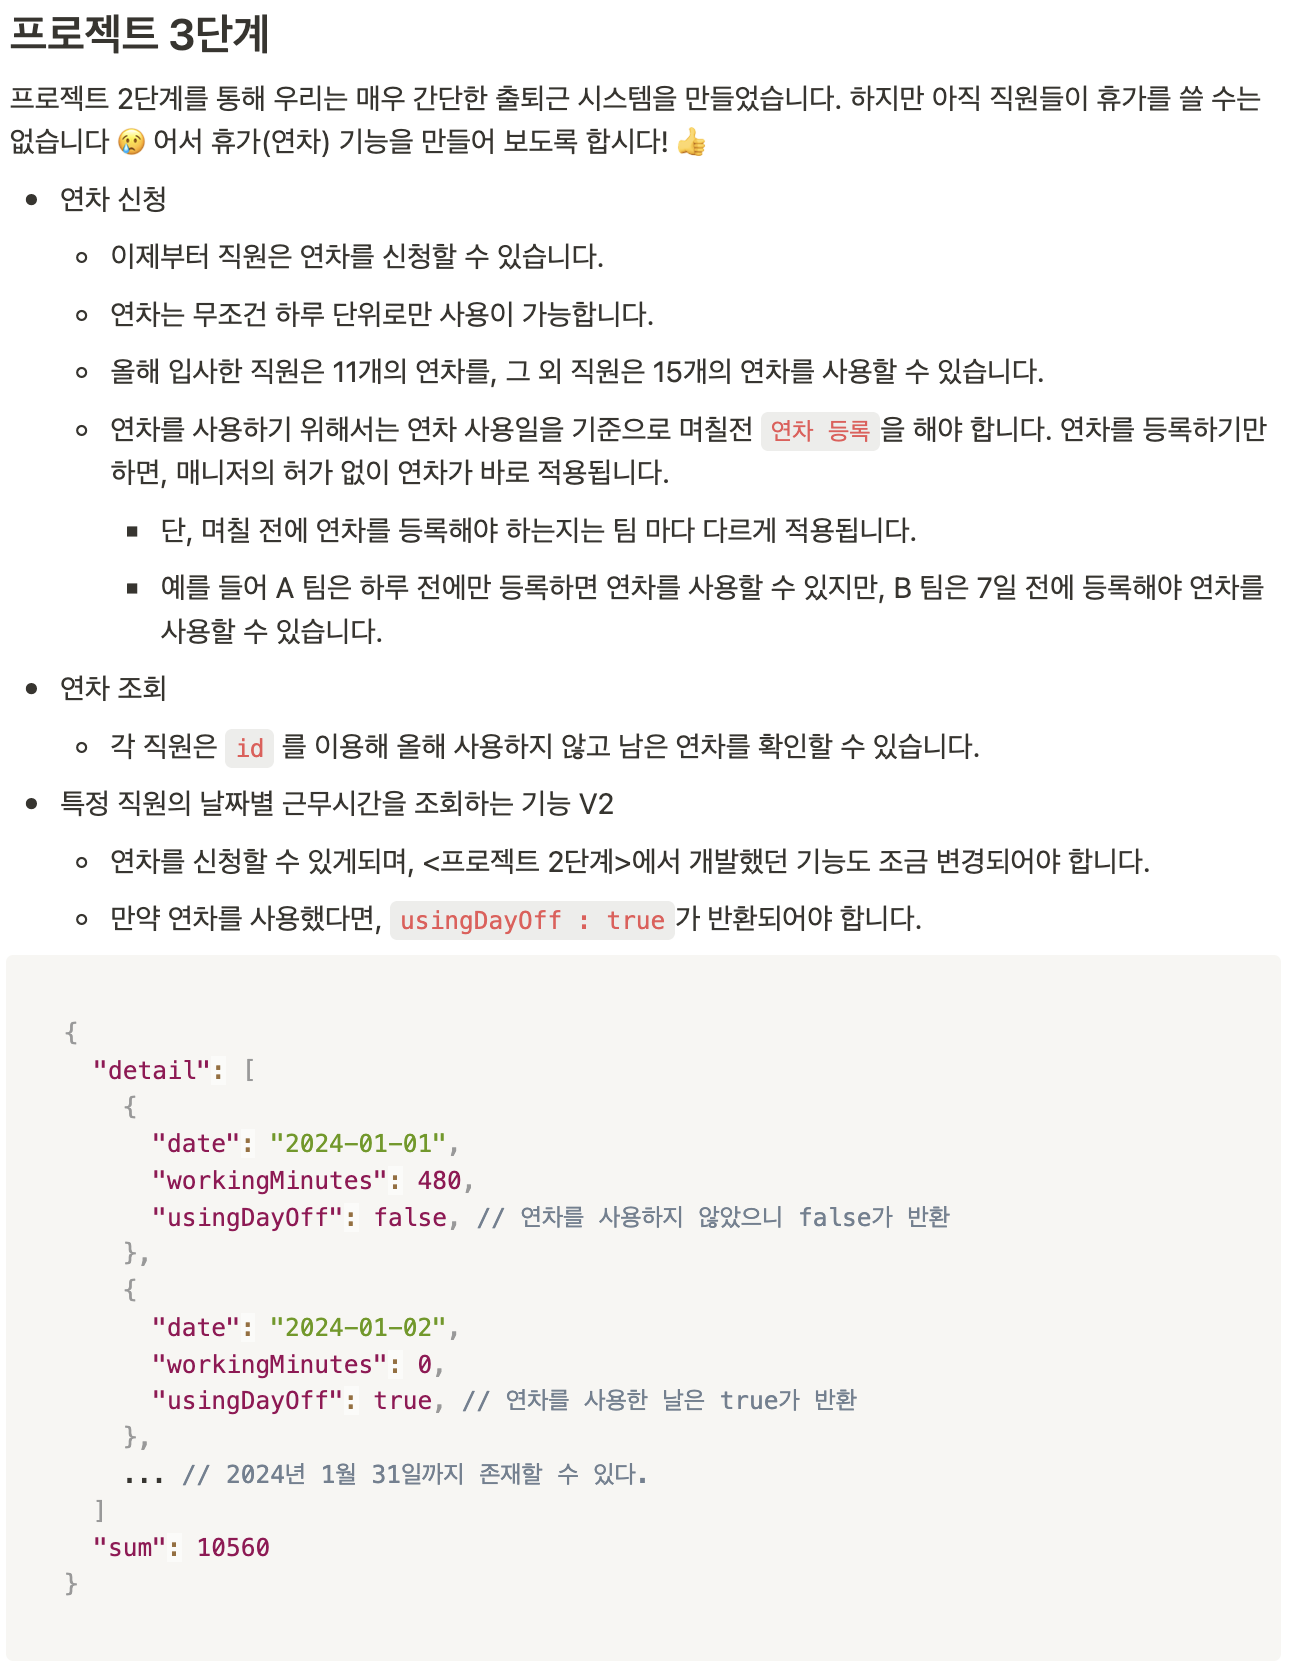 프로젝트 3단계
프로젝트 2단계를 통해 우리는 매우 간단한 출퇴근 시스템을 만들었습니다. 하지만 아직 직원들이 휴가를 쓸 수는
없습니다 😢 어서 휴가(연차) 기능을 만들어 보도록 합시다! 👍
• 연차 신청
◦ 이제부터 직원은 연차를 신청할 수 있습니다.
◦ 연차는 무조건 하루 단위로만 사용이 가능합니다.
◦ 올해 입사한 직원은 11개의 연차를, 그 외 직원은 15개의 연차를 사용할 수 있습니다.
◦ 연차를 사용하기 위해서는 연차 사용일을 기준으로 며칠전 연차 등록을 해야 합니다. 연차를 등록하기만
하면, 매니저의 허가 없이 연차가 바로 적용됩니다.
▪ 단, 며칠 전에 연차를 등록해야 하는지는 팀 마다 다르게 적용됩니다.
▪ 예를 들어 A 팀은 하루 전에만 등록하면 연차를 사용할 수 있지만, B 팀은 7일 전에 등록해야 연차를
사용할 수 있습니다.
• 연차 조회
◦ 각 직원은 id 를 이용해 올해 사용하지 않고 남은 연차를 확인할 수 있습니다.
• 특정 직원의 날짜별 근무시간을 조회하는 기능 V2
◦ 연차를 신청할 수 있게되며, <프로젝트 2단계>에서 개발했던 기능도 조금 변경되어야 합니다.
◦ 만약 연차를 사용했다면, usingDayOff : true가 반환되어야 합니다.
{
"detail": [
{
"date": "2024-01-01",
"workingMinutes": 480,
"usingDayOff": false, // 연차를 사용하지 않았으니 false가 반환
},
{
"date": "2024-01-02",
"workingMinutes": 0,
"usingDayOff": true, // 연차를 사용한 날은 true가 반환
},
... // 2024년 1월 31일까지 존재할 수 있다.
]
"sum": 10560
}